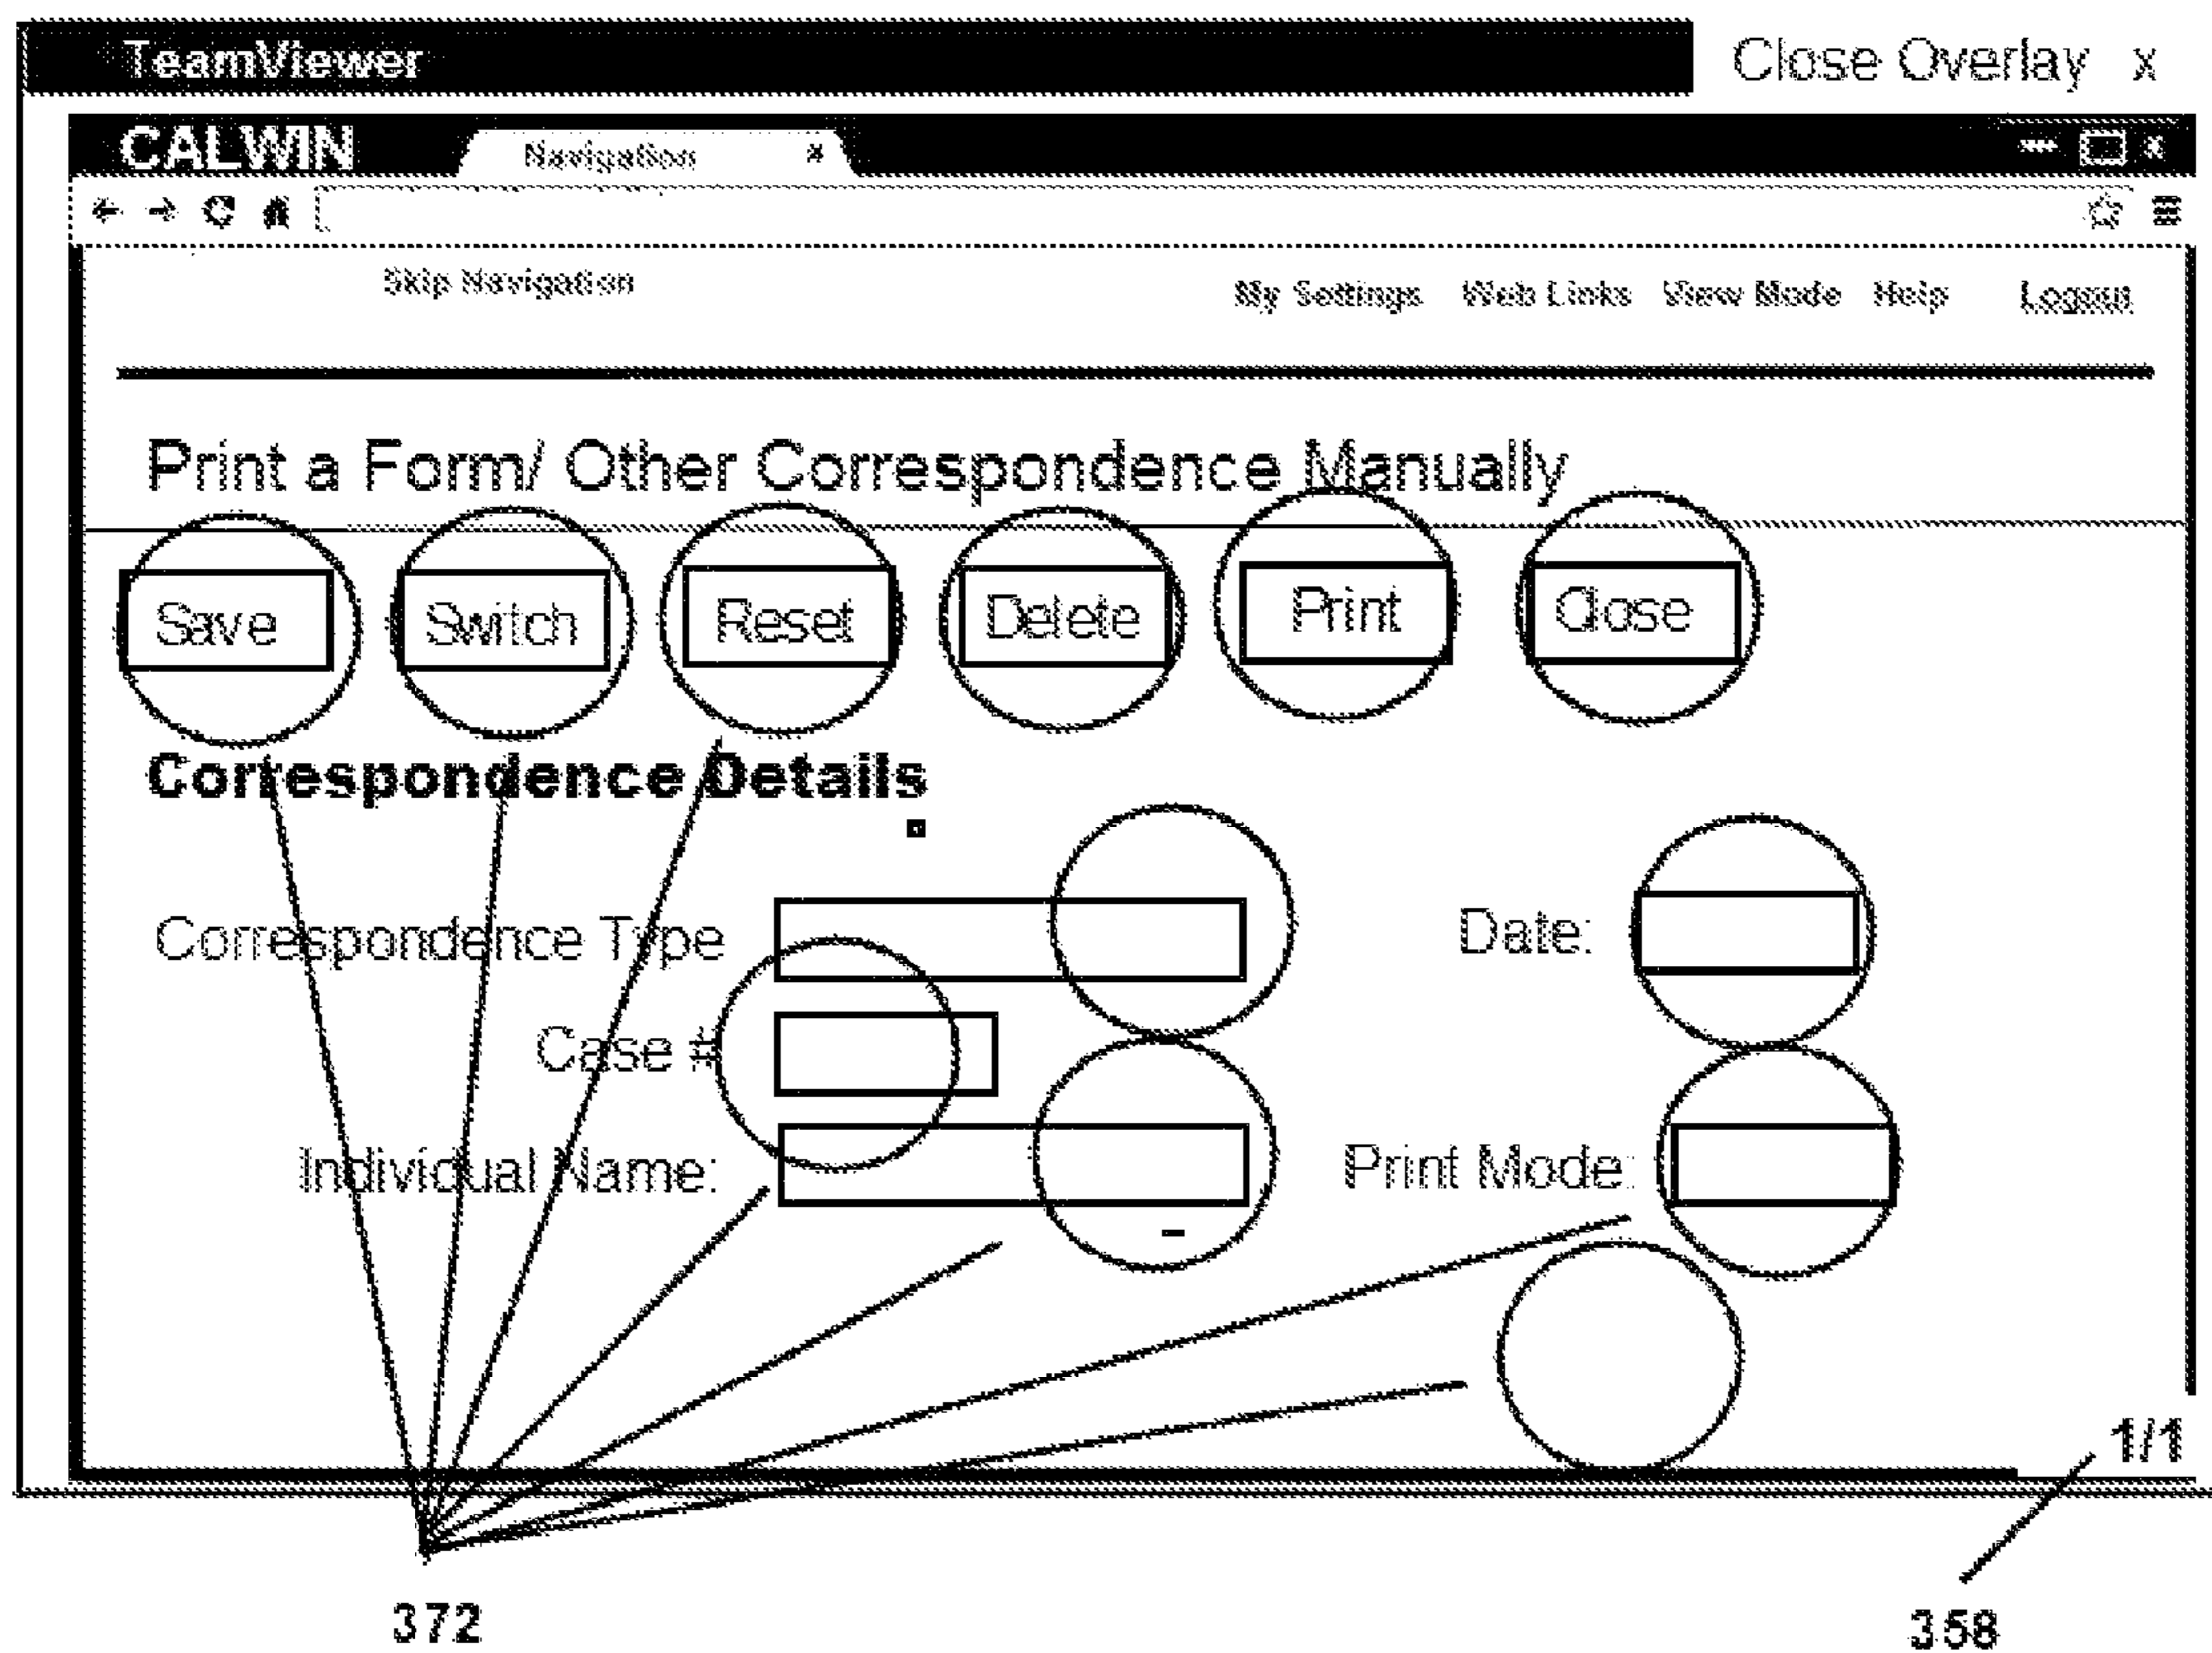 TeamViewer Close Overlay x
CALWIN Navigation x
Skip Navigation
My Settings Web Links View Mode Help Logout
Print a Form/ Other Correspondence Manually
Save Switch Reset Delete Print Close
Correspondence Details
Correspondence Type Date:
Case #
Individual Name: Print Mode:
1/1
372 358